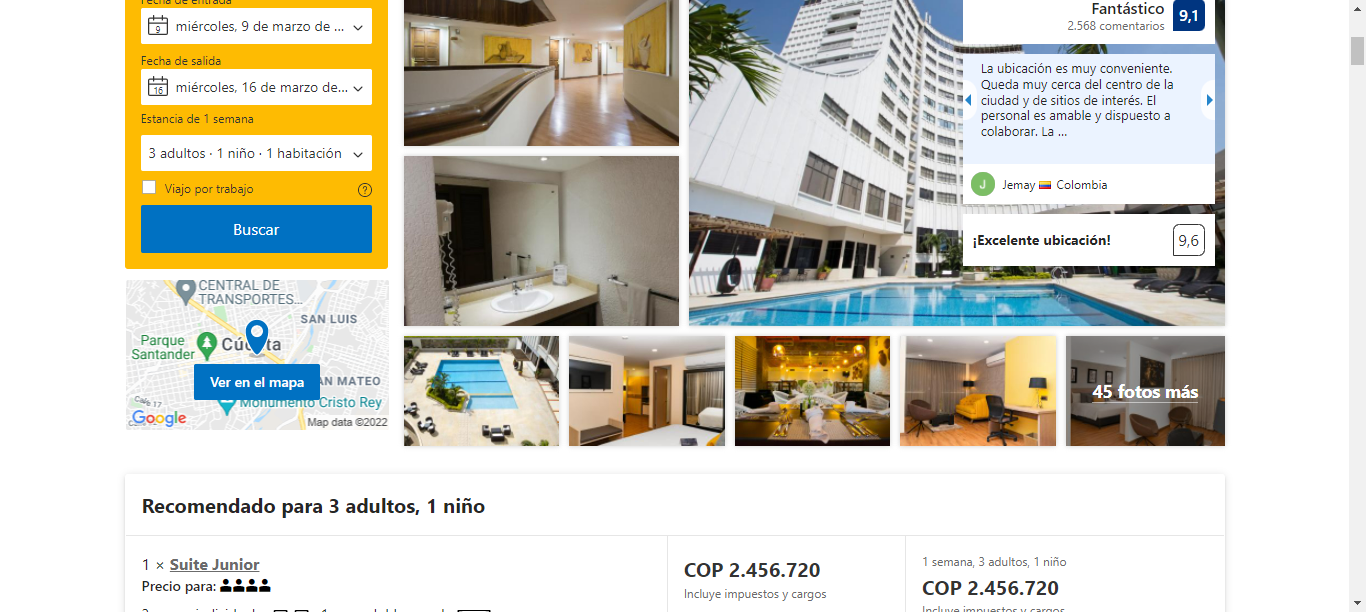 Fecha de entrada
9
miércoles, 9 de marzo de ...
Fecha de salida
16
miércoles, 16 de marzo de...
Estancia de 1 semana
3 adultos · 1 niño · 1 habitación
Viajo por trabajo
?
Buscar
CENTRAL DE
TRANSPORTES...
SAN LUIS
Parque
Santander
Ver en el mapa
AN MATEO
Monumento Cristo Rey
Google
Map data ©2022
Fantástico
9,1
2.568 comentarios
La ubicación es muy conveniente.
Queda muy cerca del centro de la
ciudad y de sitios de interés. El
personal es amable y dispuesto a
colaborar. La ...
J
Jemay Colombia
¡Excelente ubicación!
9,6
45 fotos más
Recomendado para 3 adultos, 1 niño
1 × Suite Junior
Precio para:
COP 2.456.720
Incluye impuestos y cargos
1 semana, 3 adultos, 1 niño
COP 2.456.720
Incluye impuestos y cargos